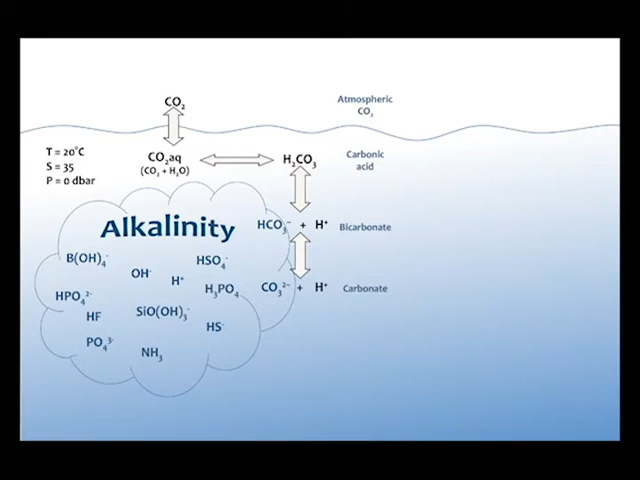 CO₂
Atmospheric
CO₂
T = 20°C
S = 35
P = 0 dbar
CO₂aq
(CO₂ + H₂O)
H₂CO₃
Carbonic
acid
Alkalinity
HCO₃⁻ + H⁺
Bicarbonate
B(OH)₄⁻
HSO₄⁻
OH⁻
H⁺
CO₃²⁻ + H⁺
Carbonate
HPO₄²⁻
H₃PO₄
HF
SiO(OH)₃⁻
HS⁻
PO₄³⁻
NH₃